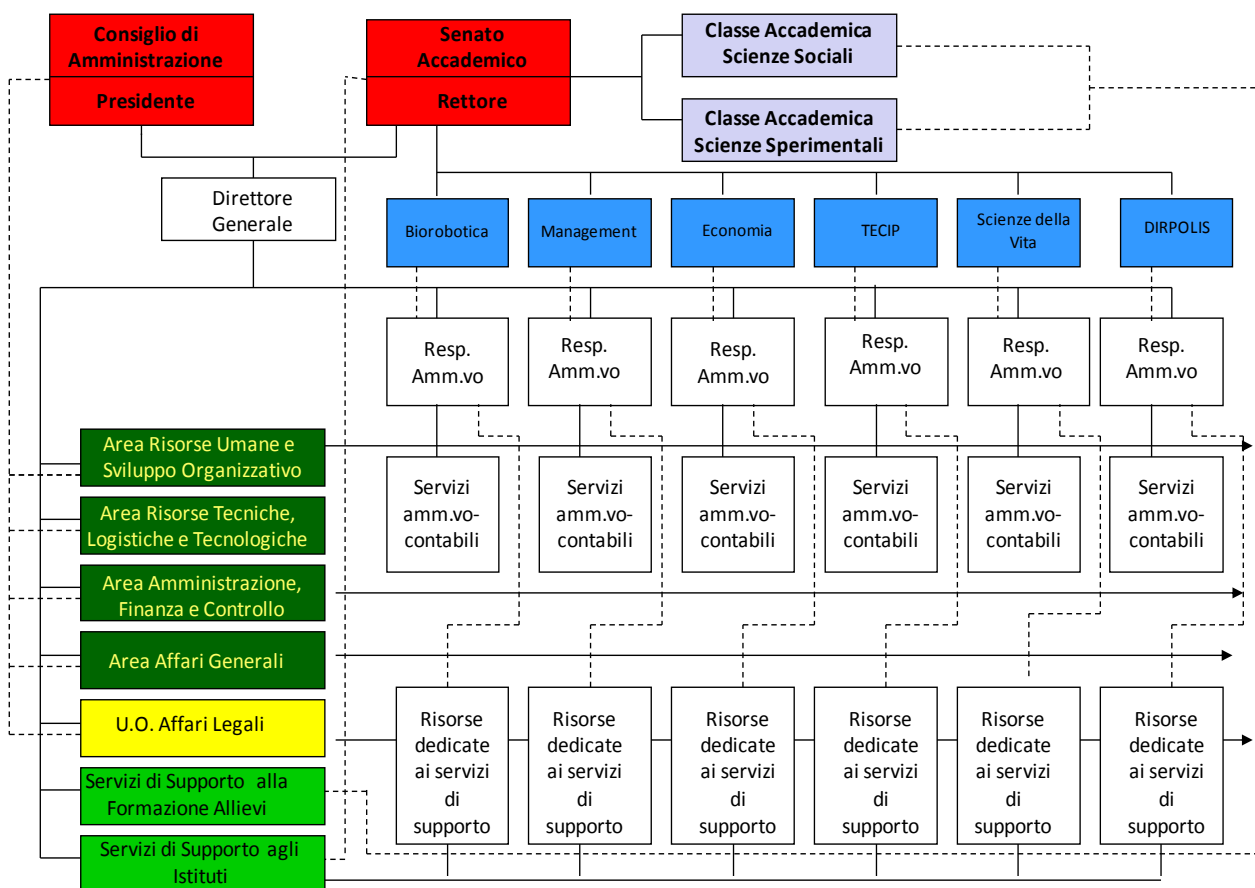 Consiglio di
Amministrazione
Presidente
Senato
Accademico
Rettore
Classe Accademica
Scienze Sociali
Classe Accademica
Scienze Sperimentali
Direttore
Generale
Biorobotica
Management
Economia
TECIP
Scienze della
Vita
DIRPOLIS
Resp.
Amm.vo
Resp.
Amm.vo
Resp.
Amm.vo
Resp.
Amm.vo
Resp.
Amm.vo
Resp.
Amm.vo
Area Risorse Umane e
Sviluppo Organizzativo
Area Risorse Tecniche,
Logistiche e Tecnologiche
Area Amministrazione,
Finanza e Controllo
Area Affari Generali
U.O. Affari Legali
Servizi di Supporto alla
Formazione Allievi
Servizi di Supporto agli
Istituti
Servizi
amm.vo-
contabili
Servizi
amm.vo-
contabili
Servizi
amm.vo-
contabili
Servizi
amm.vo-
contabili
Servizi
amm.vo-
contabili
Servizi
amm.vo-
contabili
Risorse
dedicate
ai servizi
di
supporto
Risorse
dedicate
ai servizi
di
supporto
Risorse
dedicate
ai servizi
di
supporto
Risorse
dedicate
ai servizi
di
supporto
Risorse
dedicate
ai servizi
di
supporto
Risorse
dedicate
ai servizi
di
supporto